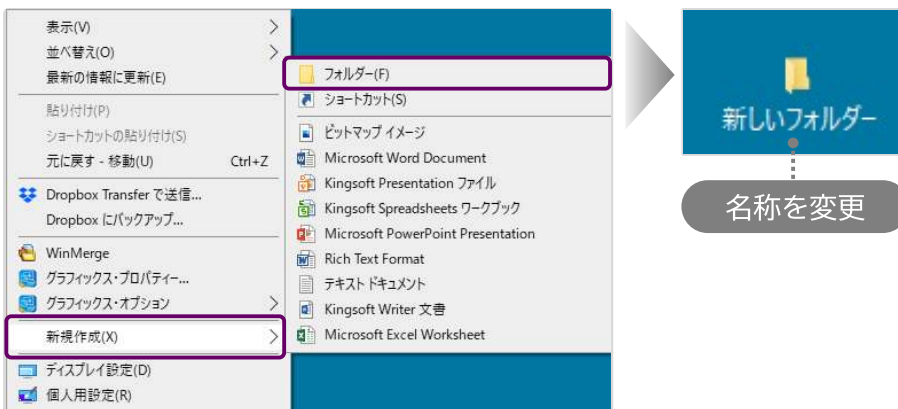 表示(V)
並べ替え(O)
最新の情報に更新(E)
貼り付け(P)
ショートカットの貼り付け(S)
元に戻す - 移動(U) Ctrl+Z
Dropbox Transfer で送信...
Dropbox にバックアップ...
WinMerge
グラフィックス・プロパティー...
グラフィックス・オプション
新規作成(X)
ディスプレイ設定(D)
個人用設定(R)
フォルダー(F)
ショートカット(S)
ビットマップ イメージ
Microsoft Word Document
Kingsoft Presentation ファイル
Kingsoft Spreadsheets ワークブック
Microsoft PowerPoint Presentation
Rich Text Format
テキスト ドキュメント
Kingsoft Writer 文書
Microsoft Excel Worksheet
新しいフォルダー
名称を変更